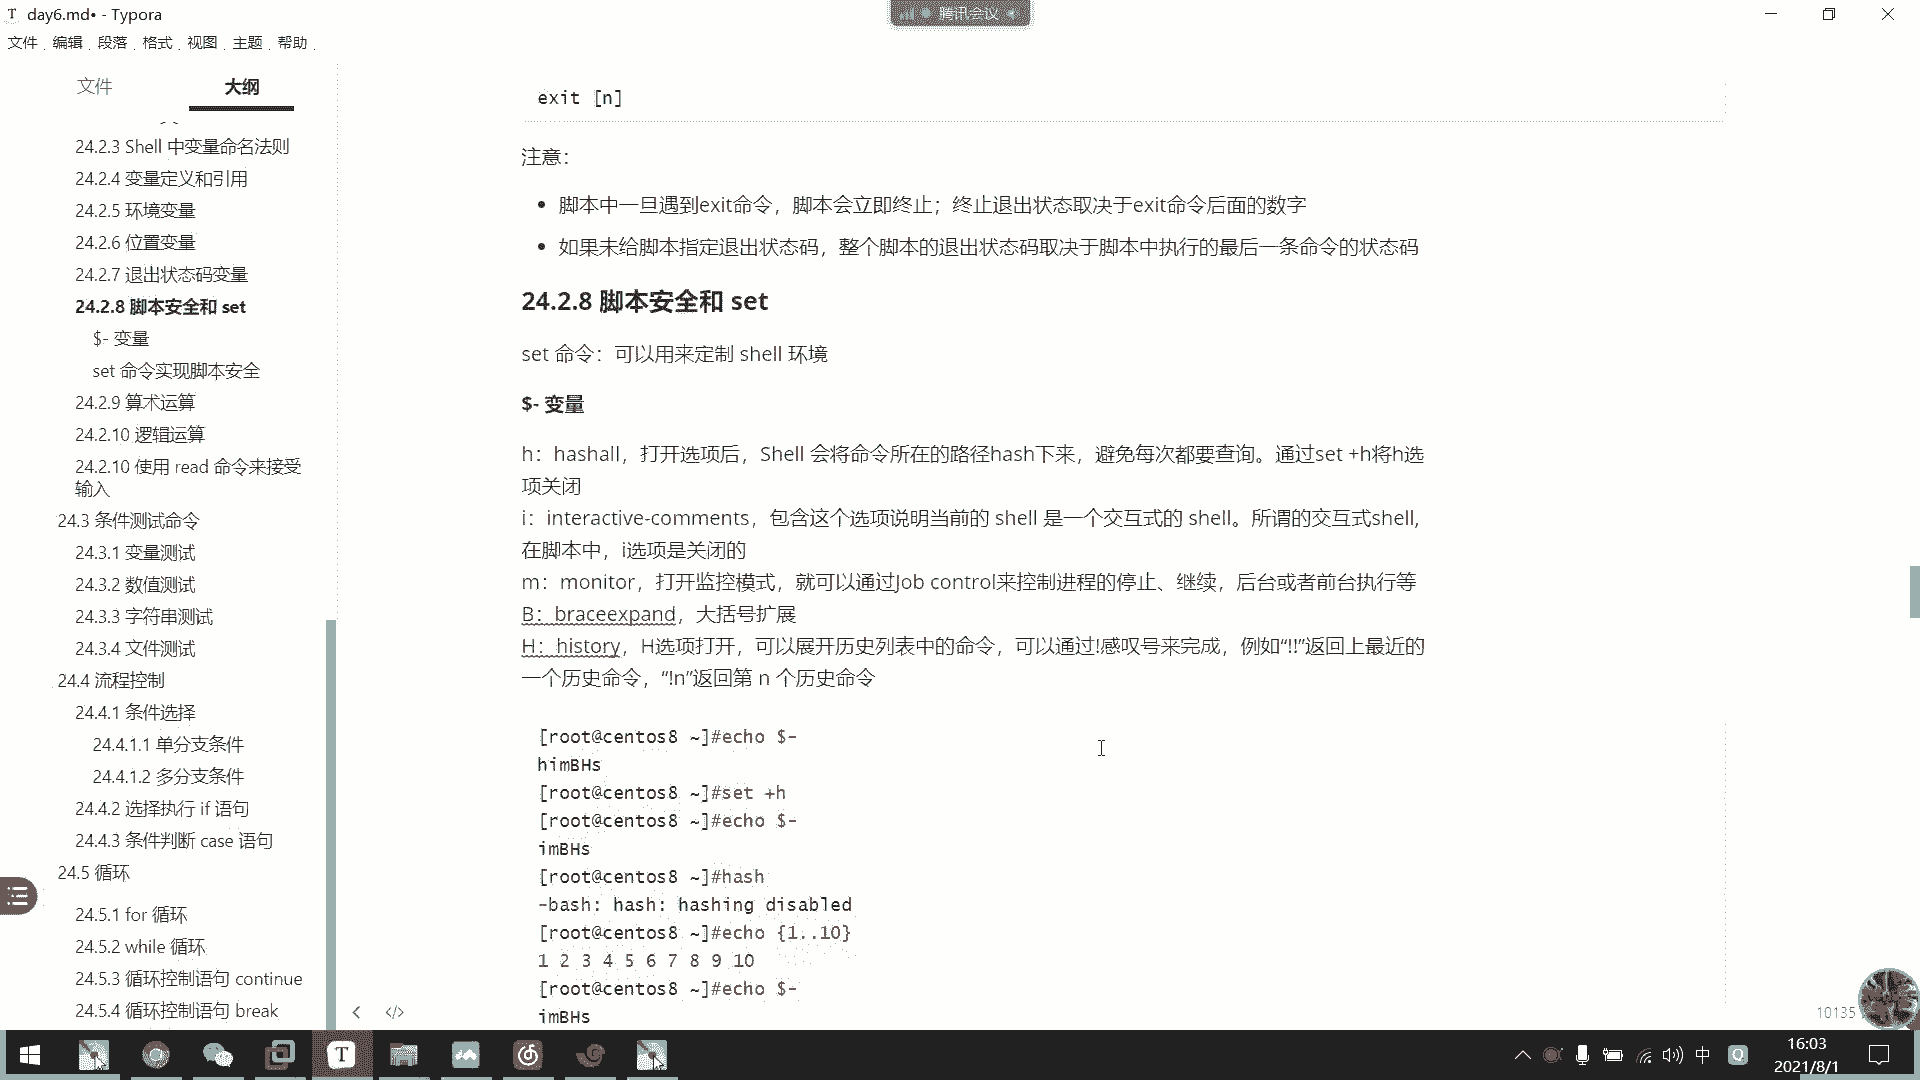 day6.md• - Typora
腾讯会议
文件 编辑 段落 格式 视图 主题 帮助
文件
大纲
24.2.3 Shell 中变量命名法则
24.2.4 变量定义和引用
24.2.5 环境变量
24.2.6 位置变量
24.2.7 退出状态码变量
24.2.8 脚本安全和 set
$- 变量
set 命令实现脚本安全
24.2.9 算术运算
24.2.10 逻辑运算
24.2.10 使用 read 命令来接受
输入
24.3 条件测试命令
24.3.1 变量测试
24.3.2 数值测试
24.3.3 字符串测试
24.3.4 文件测试
24.4 流程控制
24.4.1 条件选择
24.4.1.1 单分支条件
24.4.1.2 多分支条件
24.4.2 选择执行 if 语句
24.4.3 条件判断 case 语句
24.5 循环
24.5.1 for 循环
24.5.2 while 循环
24.5.3 循环控制语句 continue
24.5.4 循环控制语句 break
exit [n]
注意：
• 脚本中一旦遇到exit命令，脚本会立即终止；终止退出状态取决于exit命令后面的数字
• 如果未给脚本指定退出状态码，整个脚本的退出状态码取决于脚本中执行的最后一条命令的状态码
24.2.8 脚本安全和 set
set 命令：可以用来定制 shell 环境
$- 变量
h：hashall，打开选项后，Shell 会将命令所在的路径hash下来，避免每次都要查询。通过set +h将h选
项关闭
i：interactive-comments，包含这个选项说明当前的 shell 是一个交互式的 shell。所谓的交互式shell,
在脚本中，i选项是关闭的
m：monitor，打开监控模式，就可以通过Job control来控制进程的停止、继续，后台或者前台执行等
B：braceexpand，大括号扩展
H：history，H选项打开，可以展开历史列表中的命令，可以通过!感叹号来完成，例如“!!”返回上最近的
一个历史命令，“!n”返回第 n 个历史命令
[root@centos8 ~]#echo $-
himBHs
[root@centos8 ~]#set +h
[root@centos8 ~]#echo $-
imBHs
[root@centos8 ~]#hash
-bash: hash: hashing disabled
[root@centos8 ~]#echo {1..10}
1 2 3 4 5 6 7 8 9 10
[root@centos8 ~]#echo $-
imBHs
10135
中
16:03
2021/8/1